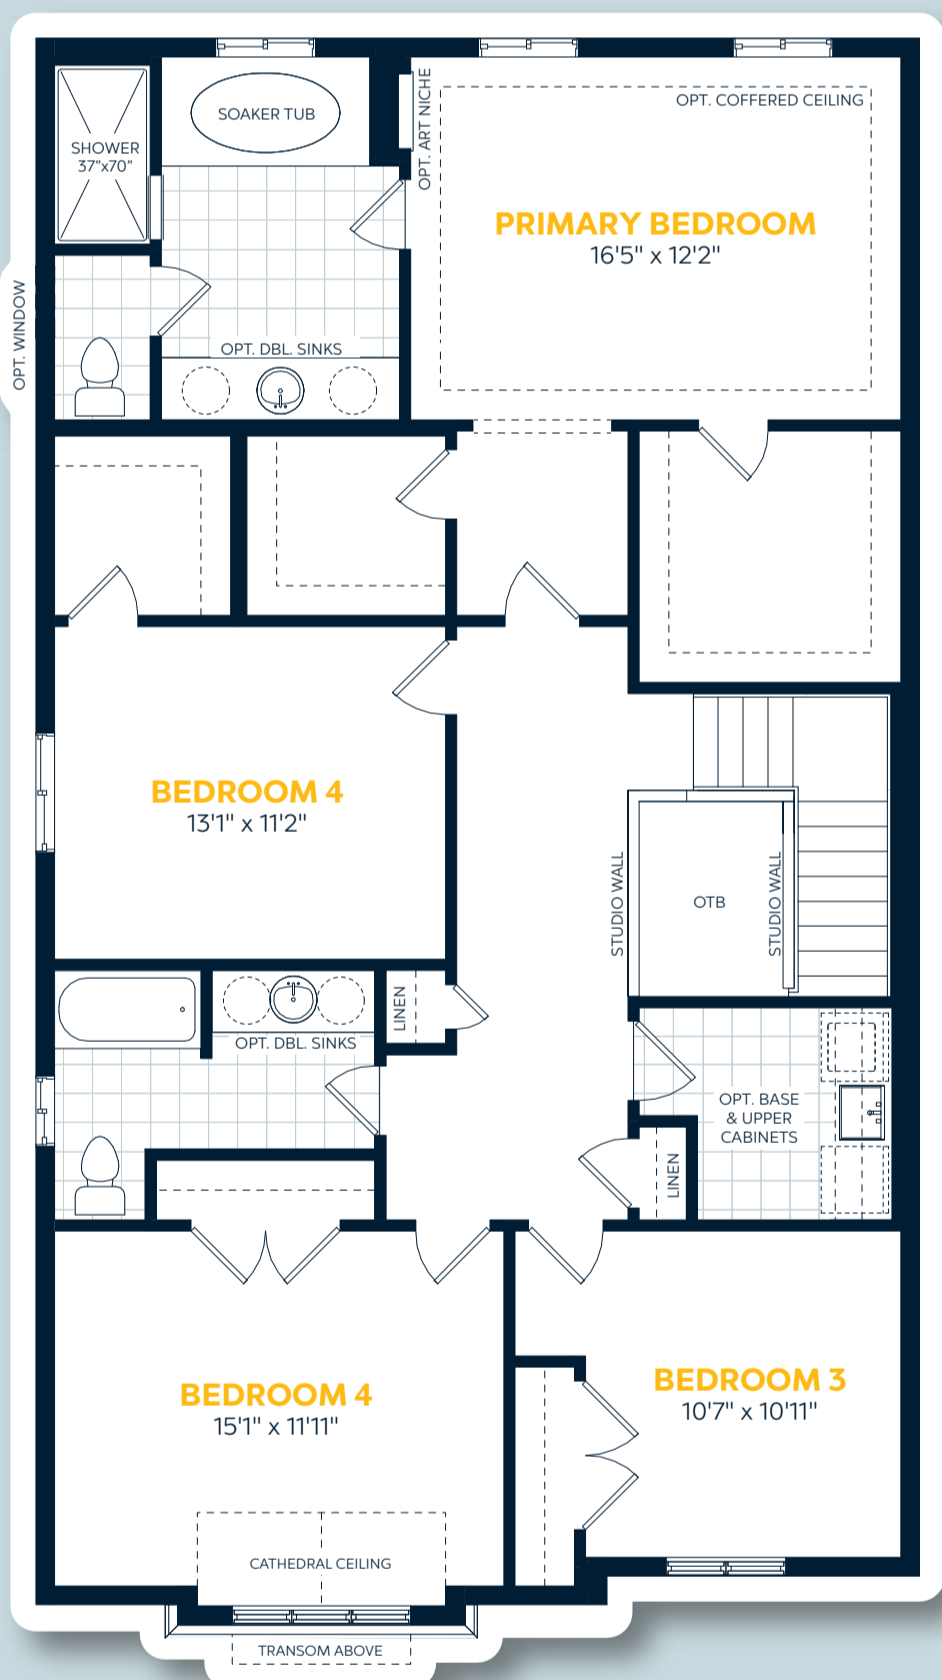 SOAKER TUB
OPT. ART NICHE
OPT. COFFERED CEILING
SHOWER
37"x70"
PRIMARY BEDROOM
16'5" x 12'2"
OPT. WINDOW
OPT. DBL. SINKS
BEDROOM 4
13'1" x 11'2"
STUDIO WALL
OTB
STUDIO WALL
LINEN
OPT. DBL. SINKS
OPT. BASE
& UPPER
CABINETS
LINEN
BEDROOM 4
15'1" x 11'11"
BEDROOM 3
10'7" x 10'11"
CATHEDRAL CEILING
TRANSOM ABOVE